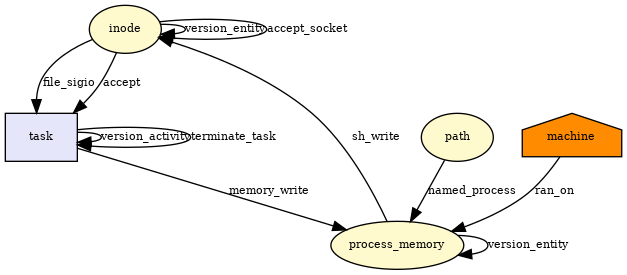 inode
version_entity
accept_socket
file_sigio
accept
task
version_activity
terminate_task
sh_write
path
machine
memory_write
named_process
ran_on
process_memory
version_entity